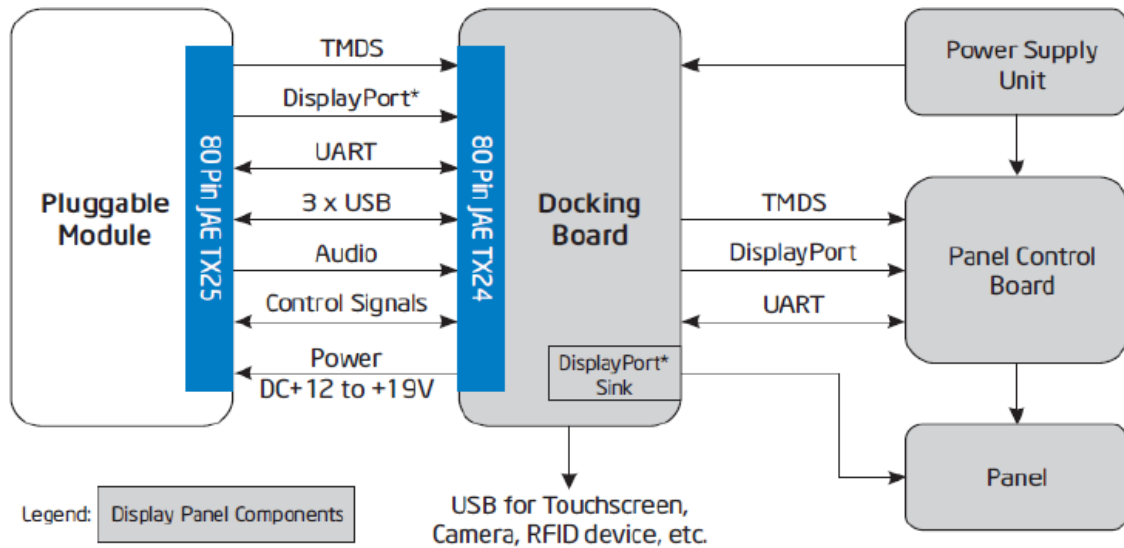 Pluggable
Module
80 Pin JAE TX25
TMDS
DisplayPort*
UART
3 x USB
Audio
Control Signals
Power
DC+12 to +19V
80 Pin JAE TX24
Docking
Board
DisplayPort*
Sink
TMDS
DisplayPort
UART
Power Supply
Unit
Panel Control
Board
Panel
USB for Touchscreen,
Camera, RFID device, etc.
Legend: Display Panel Components